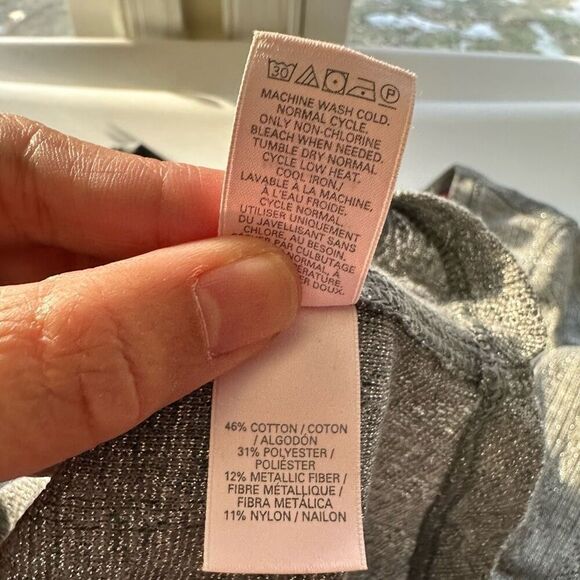 30 P
MACHINE WASH COLD.
NORMAL CYCLE.
ONLY NON-CHLORINE
BLEACH WHEN NEEDED.
TUMBLE DRY NORMAL
CYCLE LOW HEAT.
COOL IRON./
LAVABLE À LA MACHINE,
À L'EAU FROIDE.
CYCLE NORMAL.
UTILISER UNIQUEMENT
DU JAVELLISANT SANS
CHLORE, AU BESOIN.
PAR CULBUTAGE
NORMAL, À
DOUX.
46% COTTON / COTON
/ ALGODÓN
31% POLYESTER /
POLIÉSTER
12% METALLIC FIBER /
FIBRE MÉTALLIQUE /
FIBRA METÁLICA
11% NYLON / NAILON